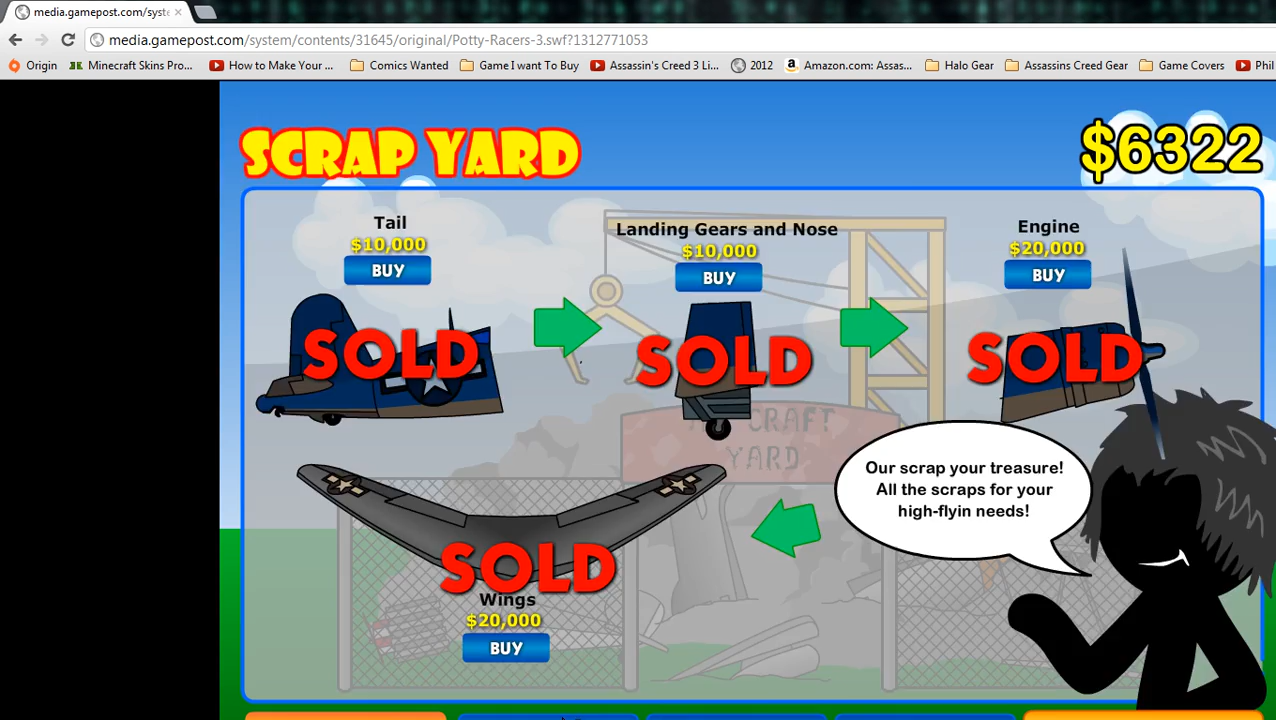 media.gamepost.com/syste
media.gamepost.com/system/contents/31645/original/Potty-Racers-3.swf?1312771053
Origin Minecraft Skins Pro... How to Make Your ... Comics Wanted Game I want To Buy Assassin's Creed 3 Li... 2012 Amazon.com: Assas... Halo Gear Assassins Creed Gear Game Covers Phil
SCRAP YARD
$6322
Tail
$10,000
BUY
SOLD
Landing Gears and Nose
$10,000
BUY
SOLD
Engine
$20,000
BUY
SOLD
AIRCRAFT
YARD
Our scrap your treasure!
All the scraps for your
high-flyin needs!
SOLD
Wings
$20,000
BUY